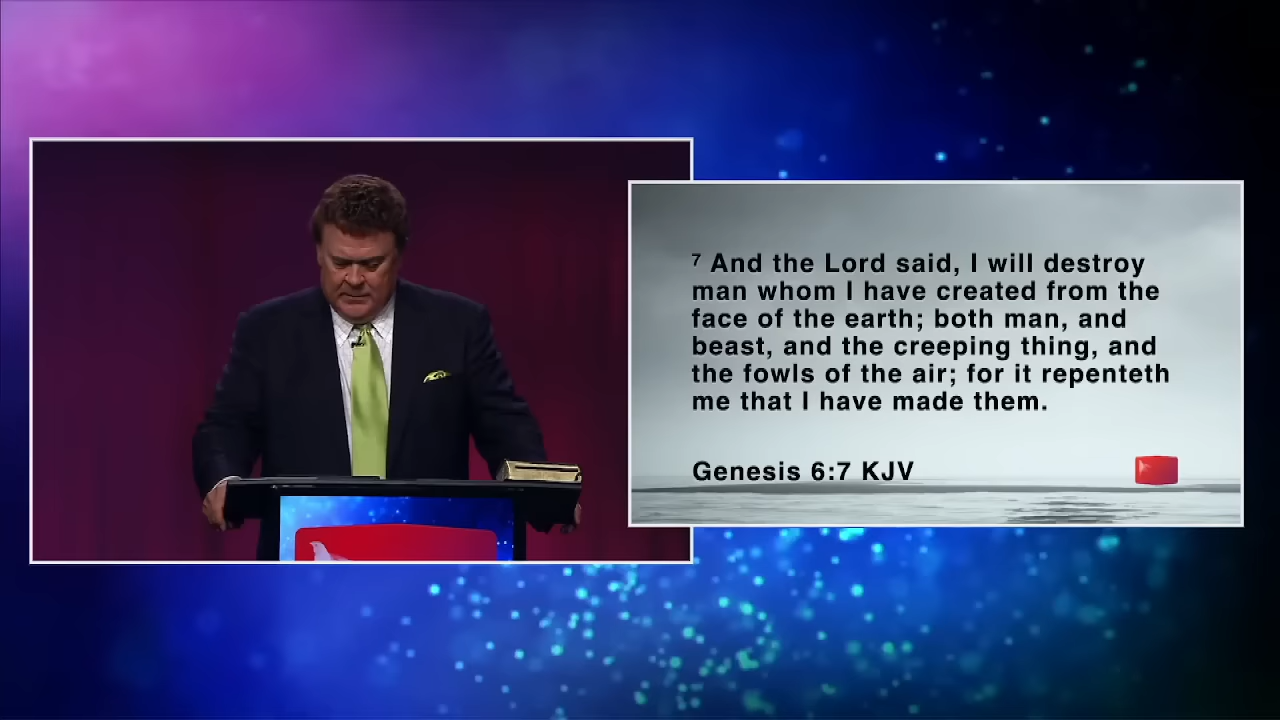 7 And the Lord said, I will destroy
man whom I have created from the
face of the earth; both man, and
beast, and the creeping thing, and
the fowls of the air; for it repenteth
me that I have made them.
Genesis 6:7 KJV